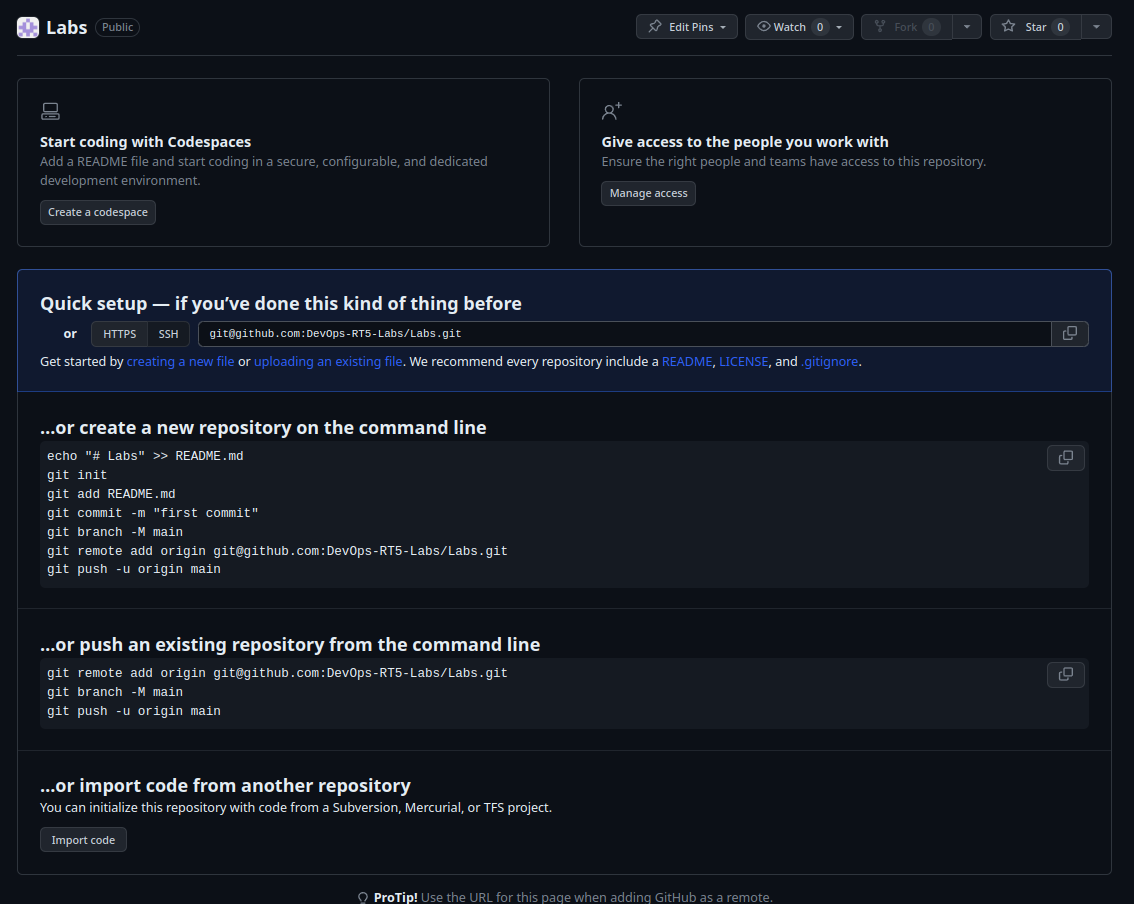 Labs Public Edit Pins Watch 0 Fork 0 Star 0
Start coding with Codespaces
Add a README file and start coding in a secure, configurable, and dedicated
development environment.
Create a codespace
Give access to the people you work with
Ensure the right people and teams have access to this repository.
Manage access
Quick setup — if you’ve done this kind of thing before
or HTTPS SSH git@github.com:DevOps-RT5-Labs/Labs.git
Get started by creating a new file or uploading an existing file. We recommend every repository include a README, LICENSE, and .gitignore.
…or create a new repository on the command line
echo "# Labs" >> README.md
git init
git add README.md
git commit -m "first commit"
git branch -M main
git remote add origin git@github.com:DevOps-RT5-Labs/Labs.git
git push -u origin main
…or push an existing repository from the command line
git remote add origin git@github.com:DevOps-RT5-Labs/Labs.git
git branch -M main
git push -u origin main
…or import code from another repository
You can initialize this repository with code from a Subversion, Mercurial, or TFS project.
Import code
ProTip! Use the URL for this page when adding GitHub as a remote.